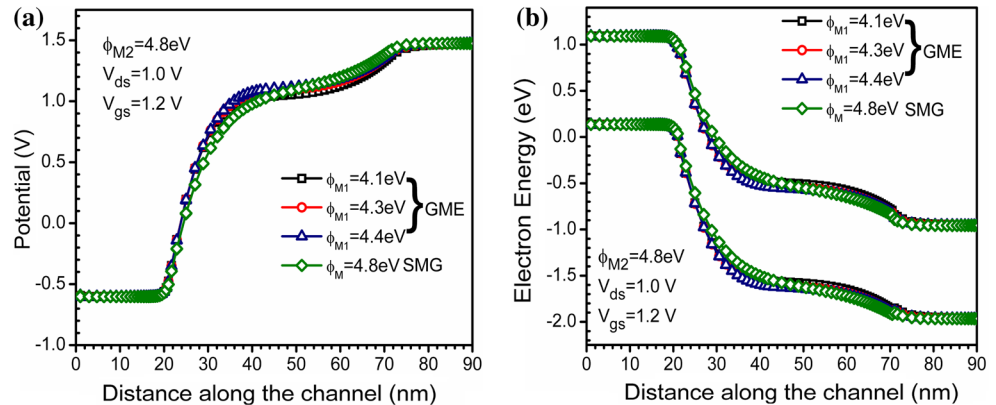 (a)
1.5
1.0
0.5
0.0
-0.5
-1.0
Potential (V)
ϕM2=4.8eV
Vds=1.0 V
Vgs=1.2 V
ϕM1=4.1eV
ϕM1=4.3eV
ϕM1=4.4eV
GME
ϕM=4.8eV SMG
0 10 20 30 40 50 60 70 80 90
Distance along the channel (nm)
(b)
1.0
0.5
0.0
-0.5
-1.0
-1.5
-2.0
Electron Energy (eV)
ϕM1=4.1eV
ϕM1=4.3eV
ϕM1=4.4eV
GME
ϕM=4.8eV SMG
ϕM2=4.8eV
Vds=1.0 V
Vgs=1.2 V
0 10 20 30 40 50 60 70 80 90
Distance along the channel (nm)